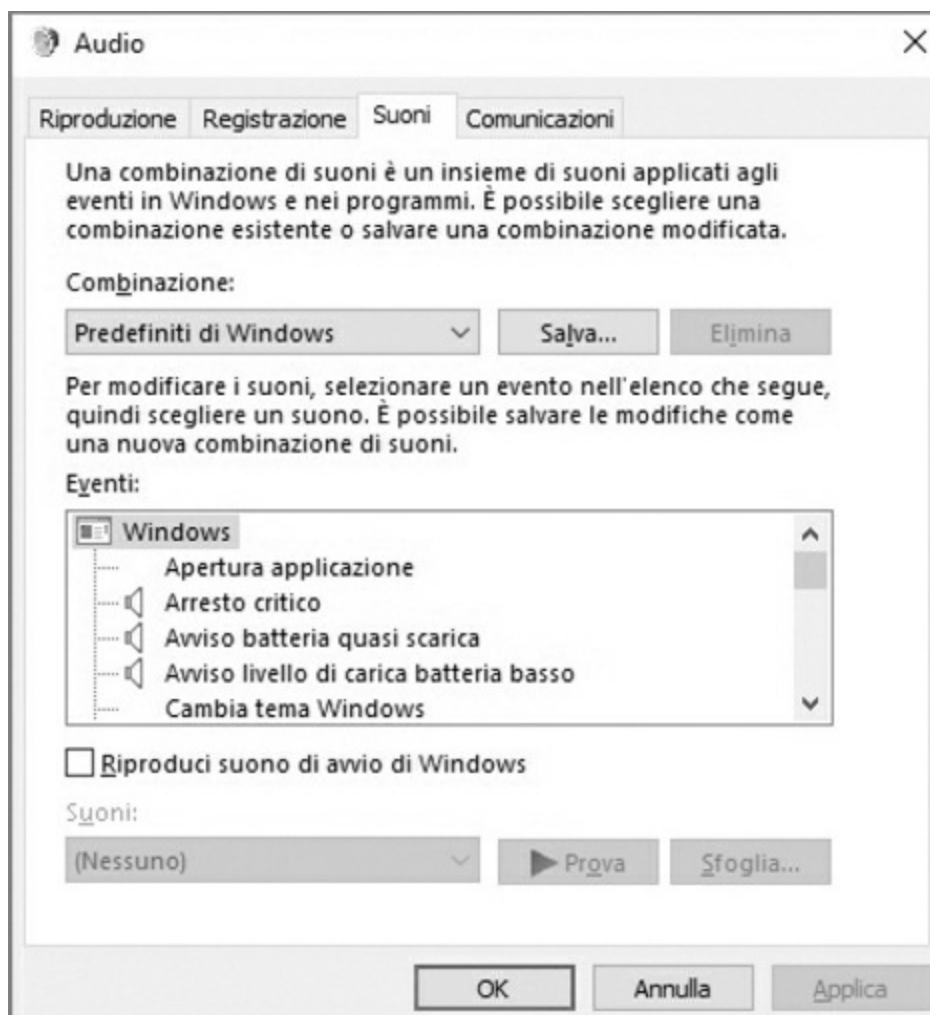 Audio
Riproduzione Registrazione Suoni Comunicazioni
Una combinazione di suoni è un insieme di suoni applicati agli
eventi in Windows e nei programmi. È possibile scegliere una
combinazione esistente o salvare una combinazione modificata.
Combinazione:
Predefiniti di Windows Salva... Elimina
Per modificare i suoni, selezionare un evento nell'elenco che segue,
quindi scegliere un suono. È possibile salvare le modifiche come
una nuova combinazione di suoni.
Eventi:
Windows
Apertura applicazione
Arresto critico
Avviso batteria quasi scarica
Avviso livello di carica batteria basso
Cambia tema Windows
Riproduci suono di avvio di Windows
Suoni:
(Nessuno) Prova Sfoglia...
OK Annulla Applica